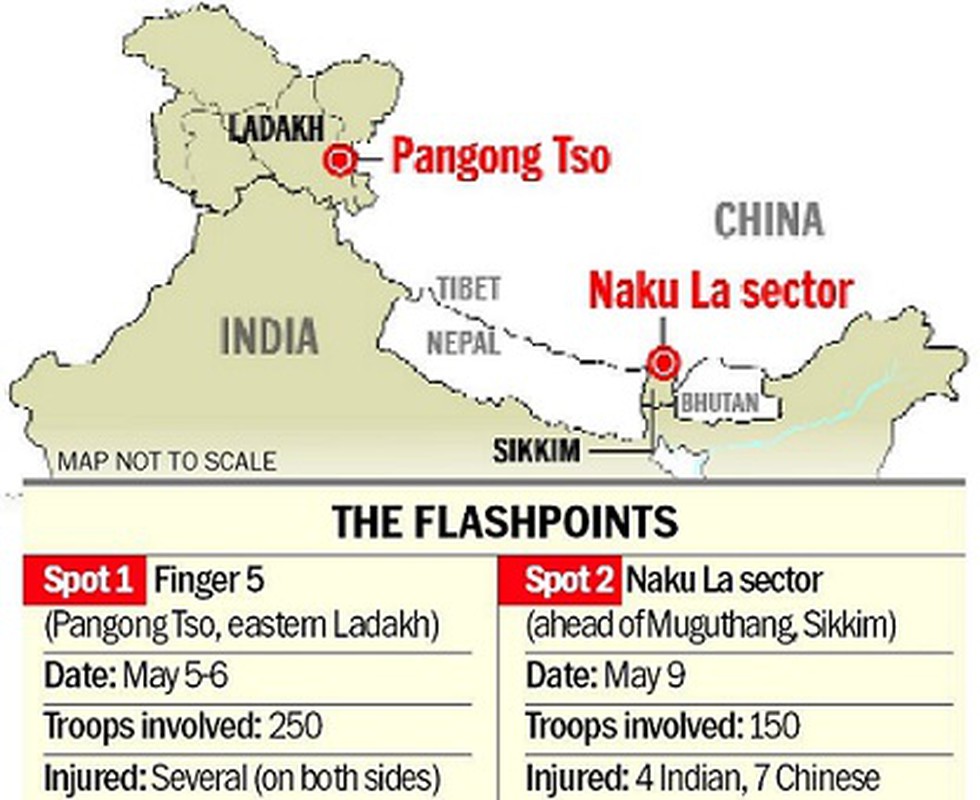 LADAKH
Pangong Tso
CHINA
Naku La sector
TIBET
INDIA
NEPAL
BHUTAN
SIKKIM
MAP NOT TO SCALE
THE FLASHPOINTS
Spot 1 Finger 5
(Pangong Tso, eastern Ladakh)
Date: May 5-6
Troops involved: 250
Injured: Several (on both sides)
Spot 2 Naku La sector
(ahead of Muguthang, Sikkim)
Date: May 9
Troops involved: 150
Injured: 4 Indian, 7 Chinese